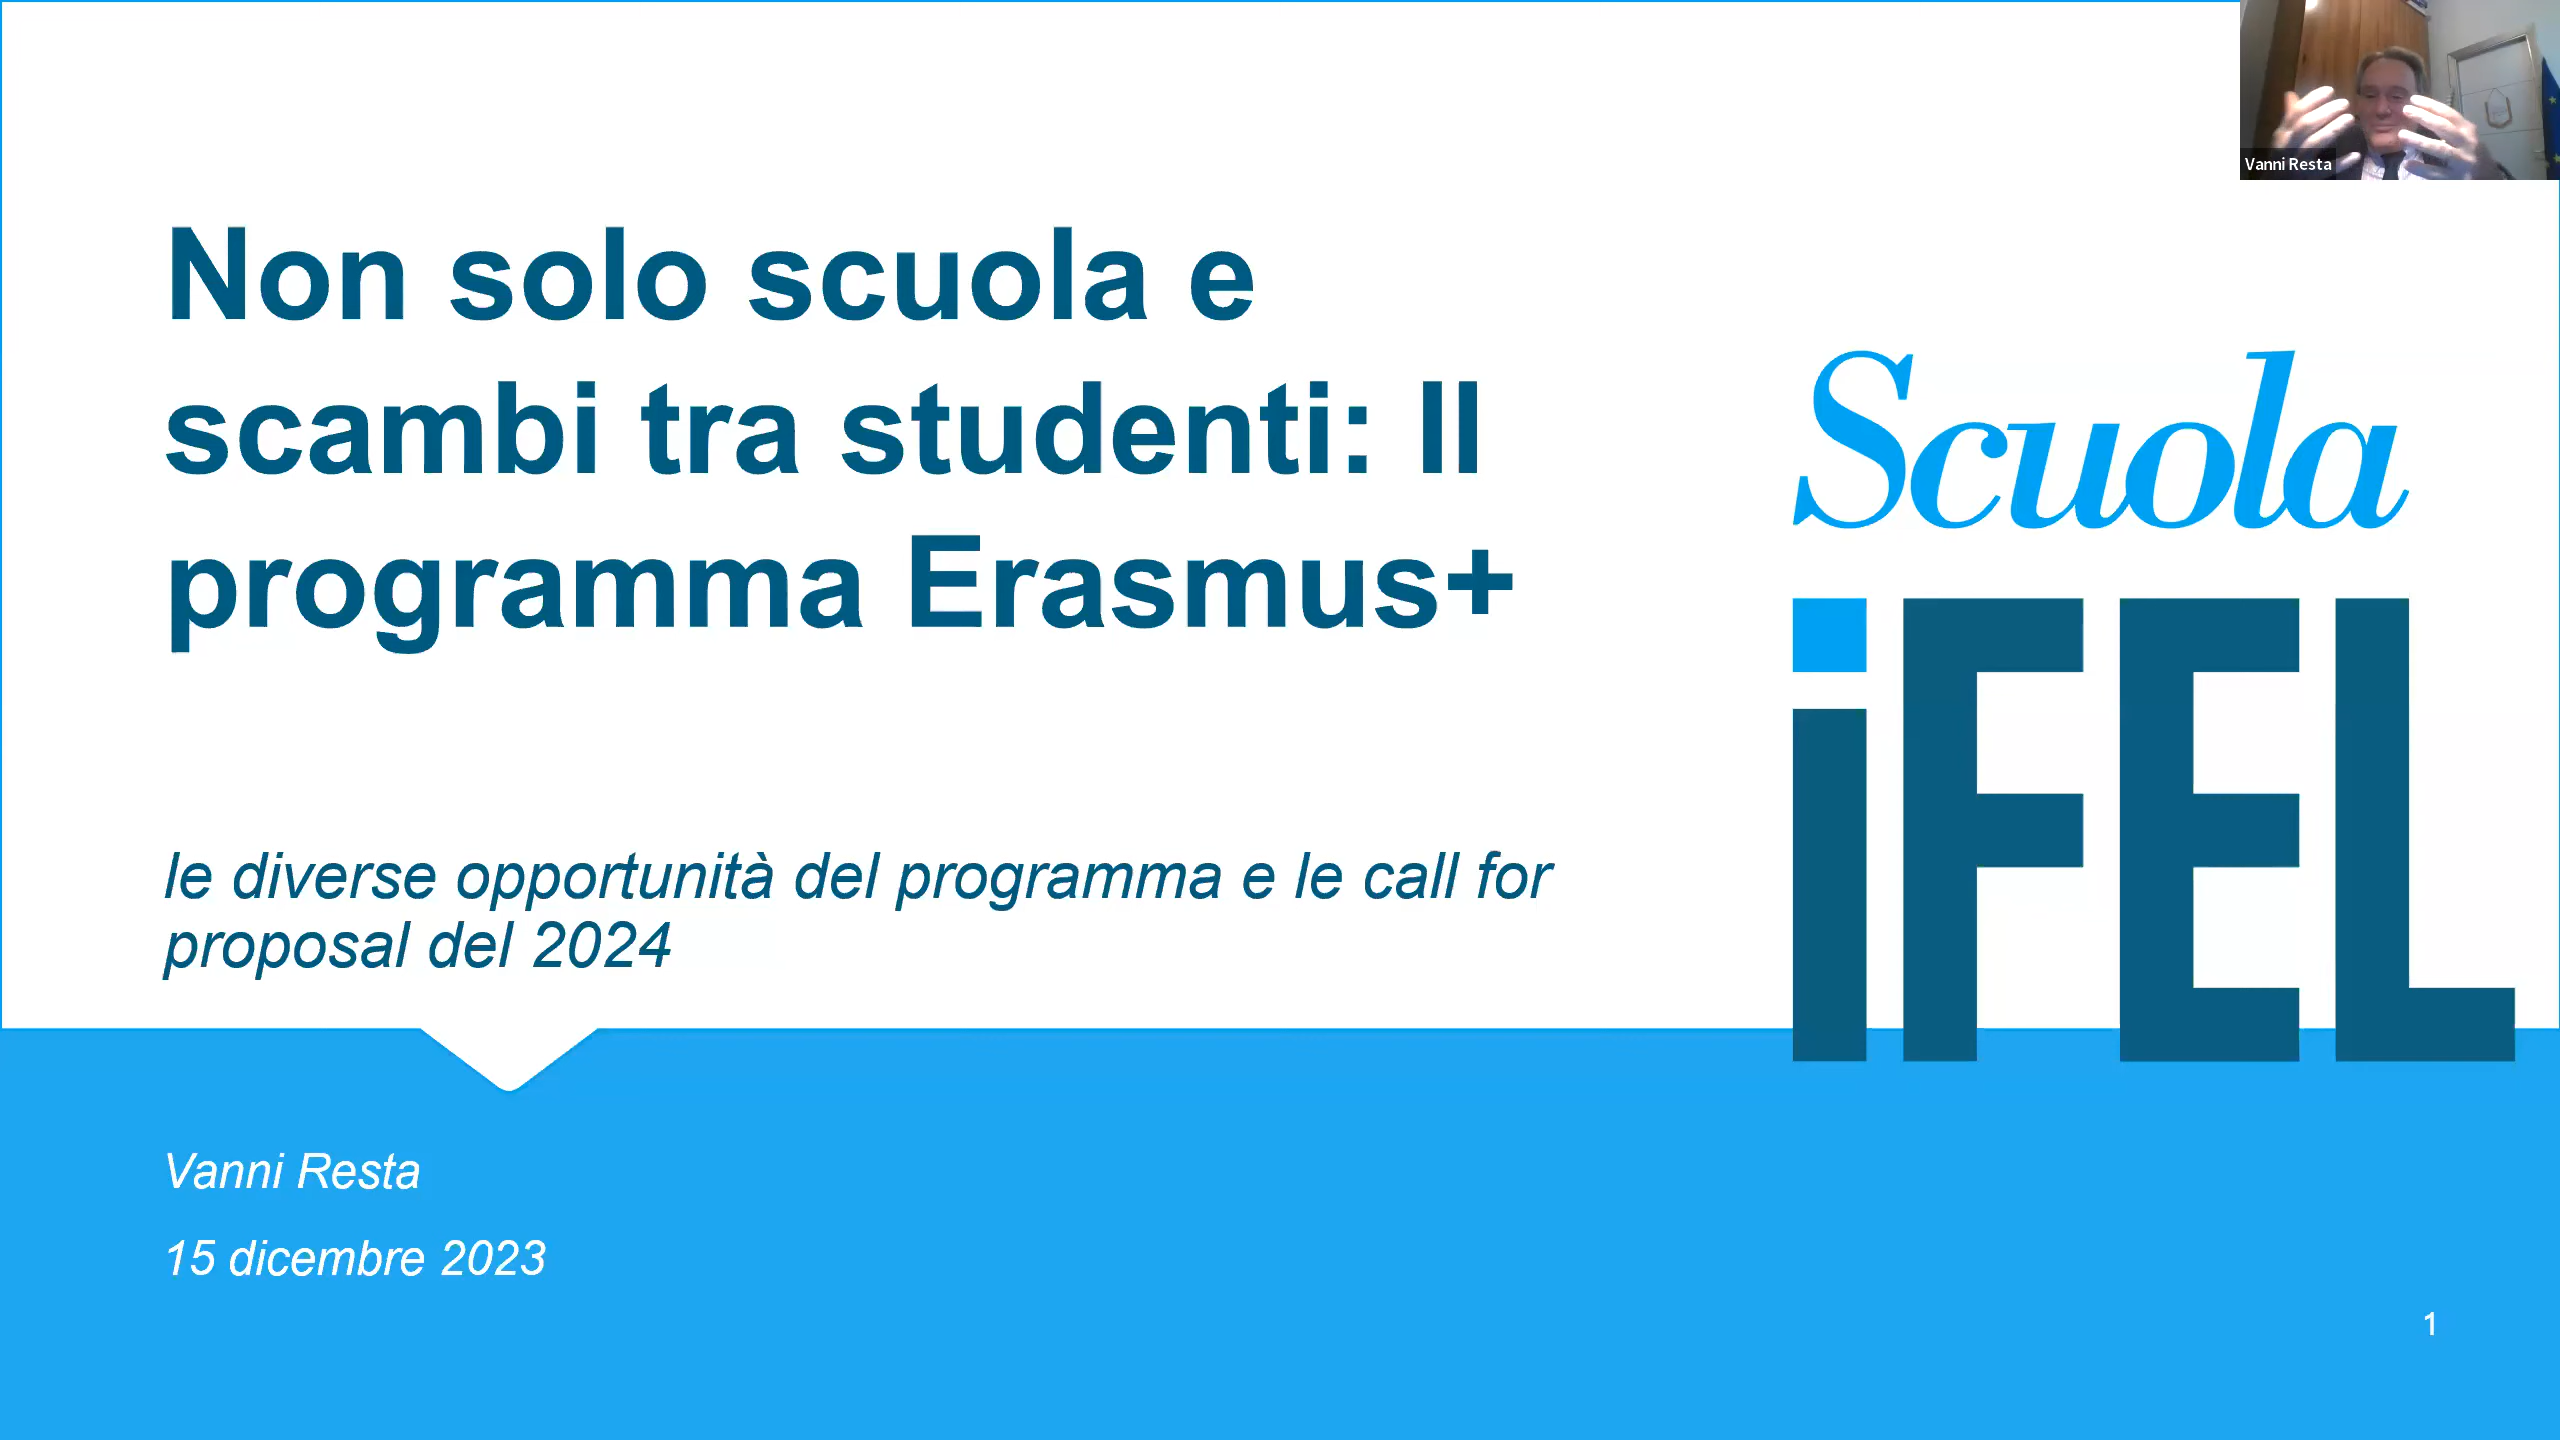 Vanni Resta
Non solo scuola e
scambi tra studenti: Il
programma Erasmus+
Scuola
iFEL
le diverse opportunità del programma e le call for
proposal del 2024
Vanni Resta
15 dicembre 2023
1